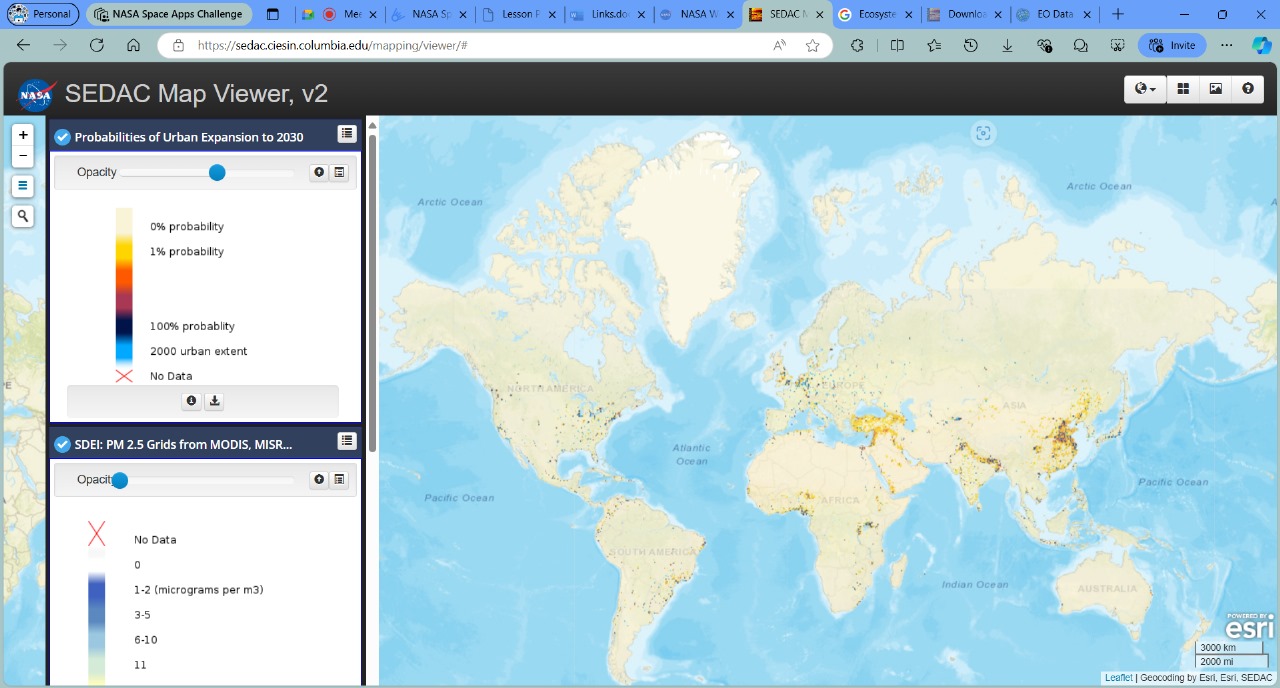 Personal
NASA Space Apps Challenge
Mee
NASA Sp
Lesson P
Links.do
NASA W
SEDAC M
Ecosyste
Downloa
EO Data
https://sedac.ciesin.columbia.edu/mapping/viewer/#
Invite
NASA
SEDAC Map Viewer, v2
Probabilities of Urban Expansion to 2030
Opacity
0% probability
1% probability
100% probablity
2000 urban extent
No Data
SDEI: PM 2.5 Grids from MODIS, MISR...
Opacit
No Data
0
1-2 (micrograms per m3)
3-5
6-10
11
Arctic Ocean
Arctic Ocean
A
E
NORTH AMERICA
EUROPE
ASIA
Atlantic
Ocean
Pacific Ocean
Pacific Ocean
AFRICA
SOUTH AMERICA
Indian Ocean
AUSTRALIA
POWERED BY
esri
3000 km
2000 mi
Leaflet | Geocoding by Esri, Esri, SEDAC